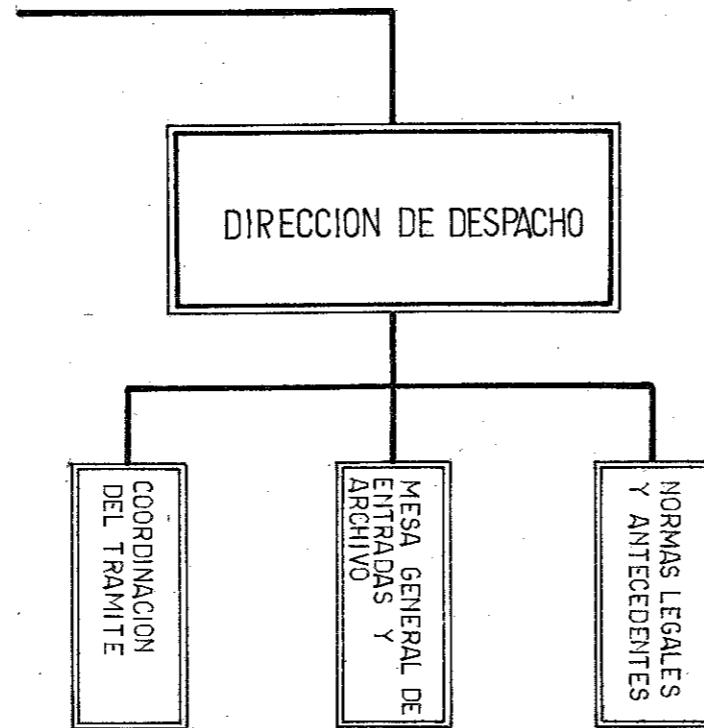 DIRECCION DE DESPACHO
COORDINACION
DEL TRAMITE
MESA GENERAL DE
ENTRADAS Y
ARCHIVO
NORMAS LEGALES
Y ANTECEDENTES